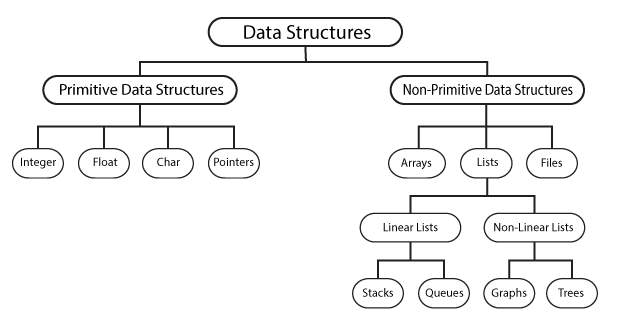 Data Structures
Primitive Data Structures
Non-Primitive Data Structures
Integer
Float
Char
Pointers
Arrays
Lists
Files
Linear Lists
Non-Linear Lists
Stacks
Queues
Graphs
Trees